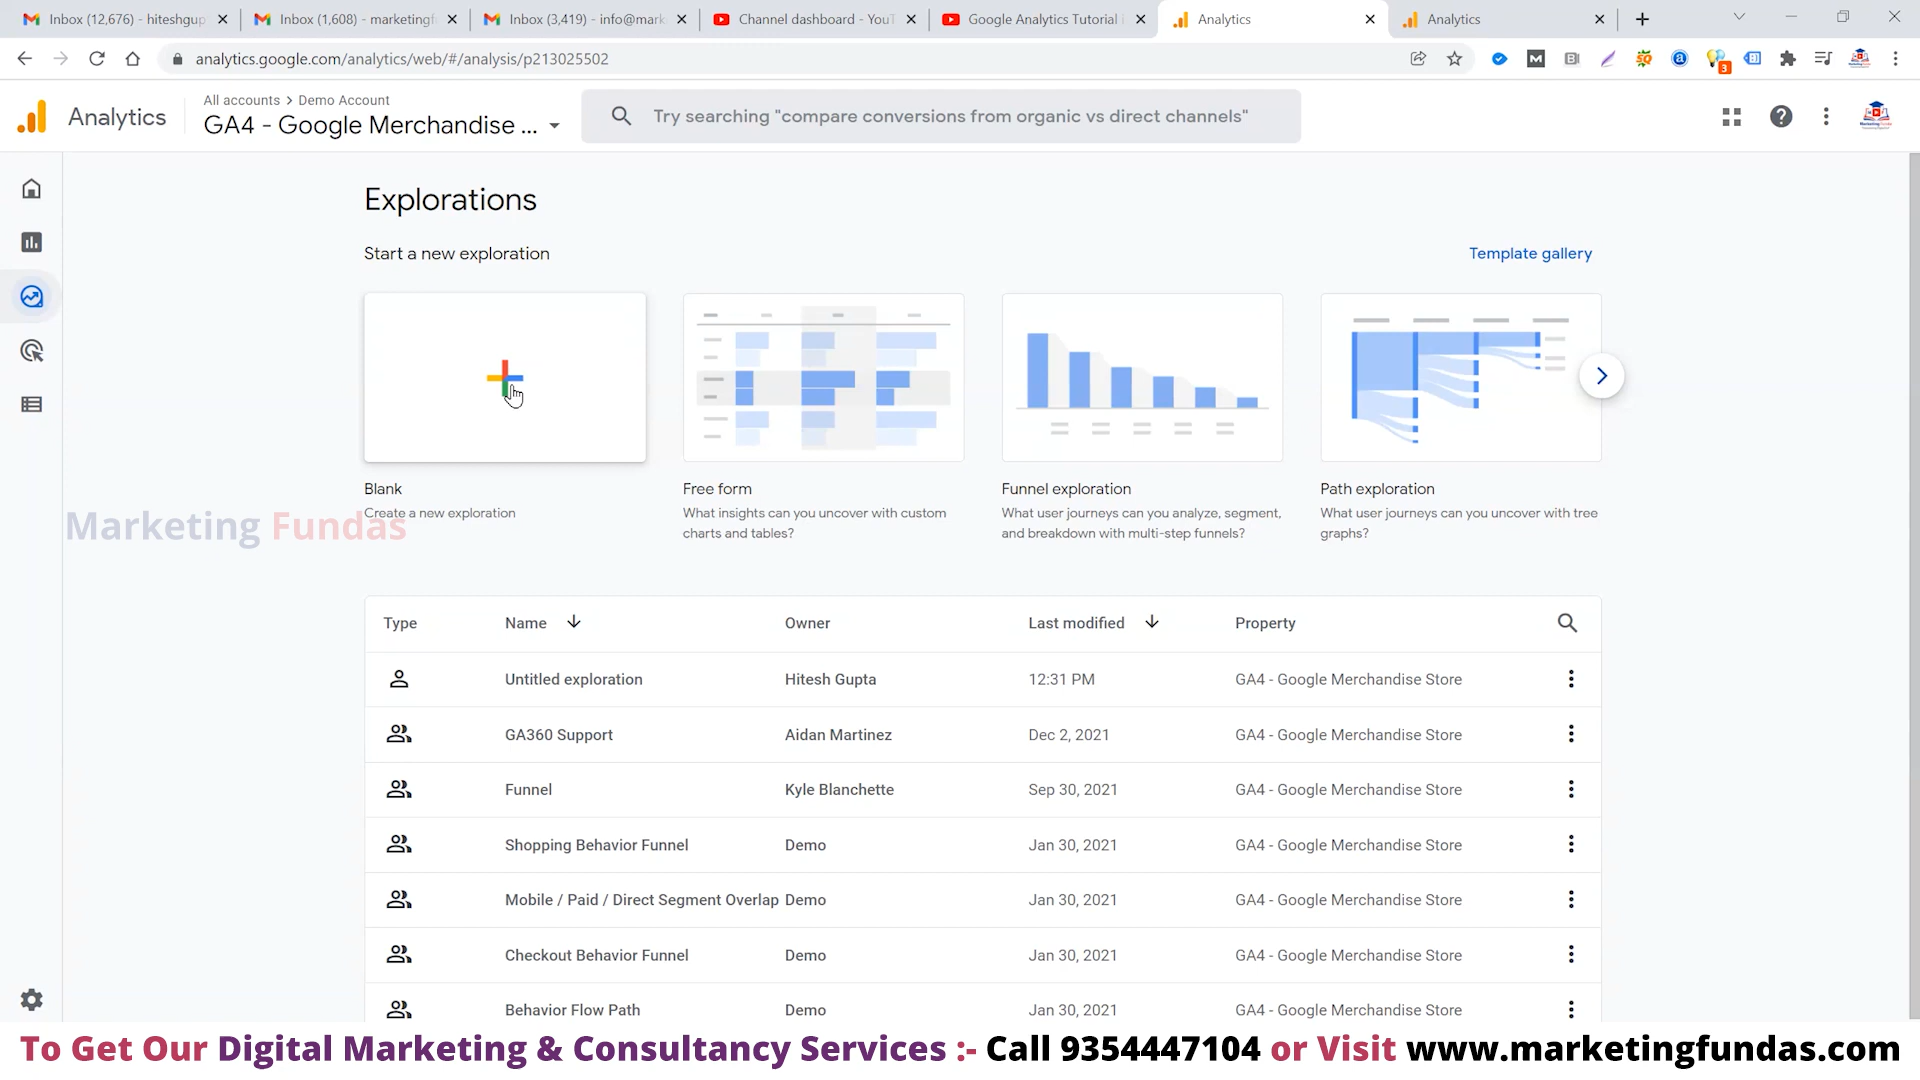 Inbox (12,676) - hiteshgup
Inbox (1,608) - marketingf
Inbox (3,419) - info@mark
Channel dashboard - YouT
Google Analytics Tutorial
Analytics
Analytics
analytics.google.com/analytics/web/#/analysis/p213025502
3
Analytics
All accounts > Demo Account
GA4 - Google Merchandise ...
Try searching "compare conversions from organic vs direct channels"
Explorations
Start a new exploration
Template gallery
Blank
Create a new exploration
Free form
What insights can you uncover with custom
charts and tables?
Funnel exploration
What user journeys can you analyze, segment,
and breakdown with multi-step funnels?
Path exploration
What user journeys can you uncover with tree
graphs?
Marketing Fundas
Type Name Owner Last modified Property
Untitled exploration Hitesh Gupta 12:31 PM GA4 - Google Merchandise Store
GA360 Support Aidan Martinez Dec 2, 2021 GA4 - Google Merchandise Store
Funnel Kyle Blanchette Sep 30, 2021 GA4 - Google Merchandise Store
Shopping Behavior Funnel Demo Jan 30, 2021 GA4 - Google Merchandise Store
Mobile / Paid / Direct Segment Overlap Demo Jan 30, 2021 GA4 - Google Merchandise Store
Checkout Behavior Funnel Demo Jan 30, 2021 GA4 - Google Merchandise Store
Behavior Flow Path Demo Jan 30, 2021 GA4 - Google Merchandise Store
To Get Our Digital Marketing & Consultancy Services :- Call 9354447104 or Visit www.marketingfundas.com